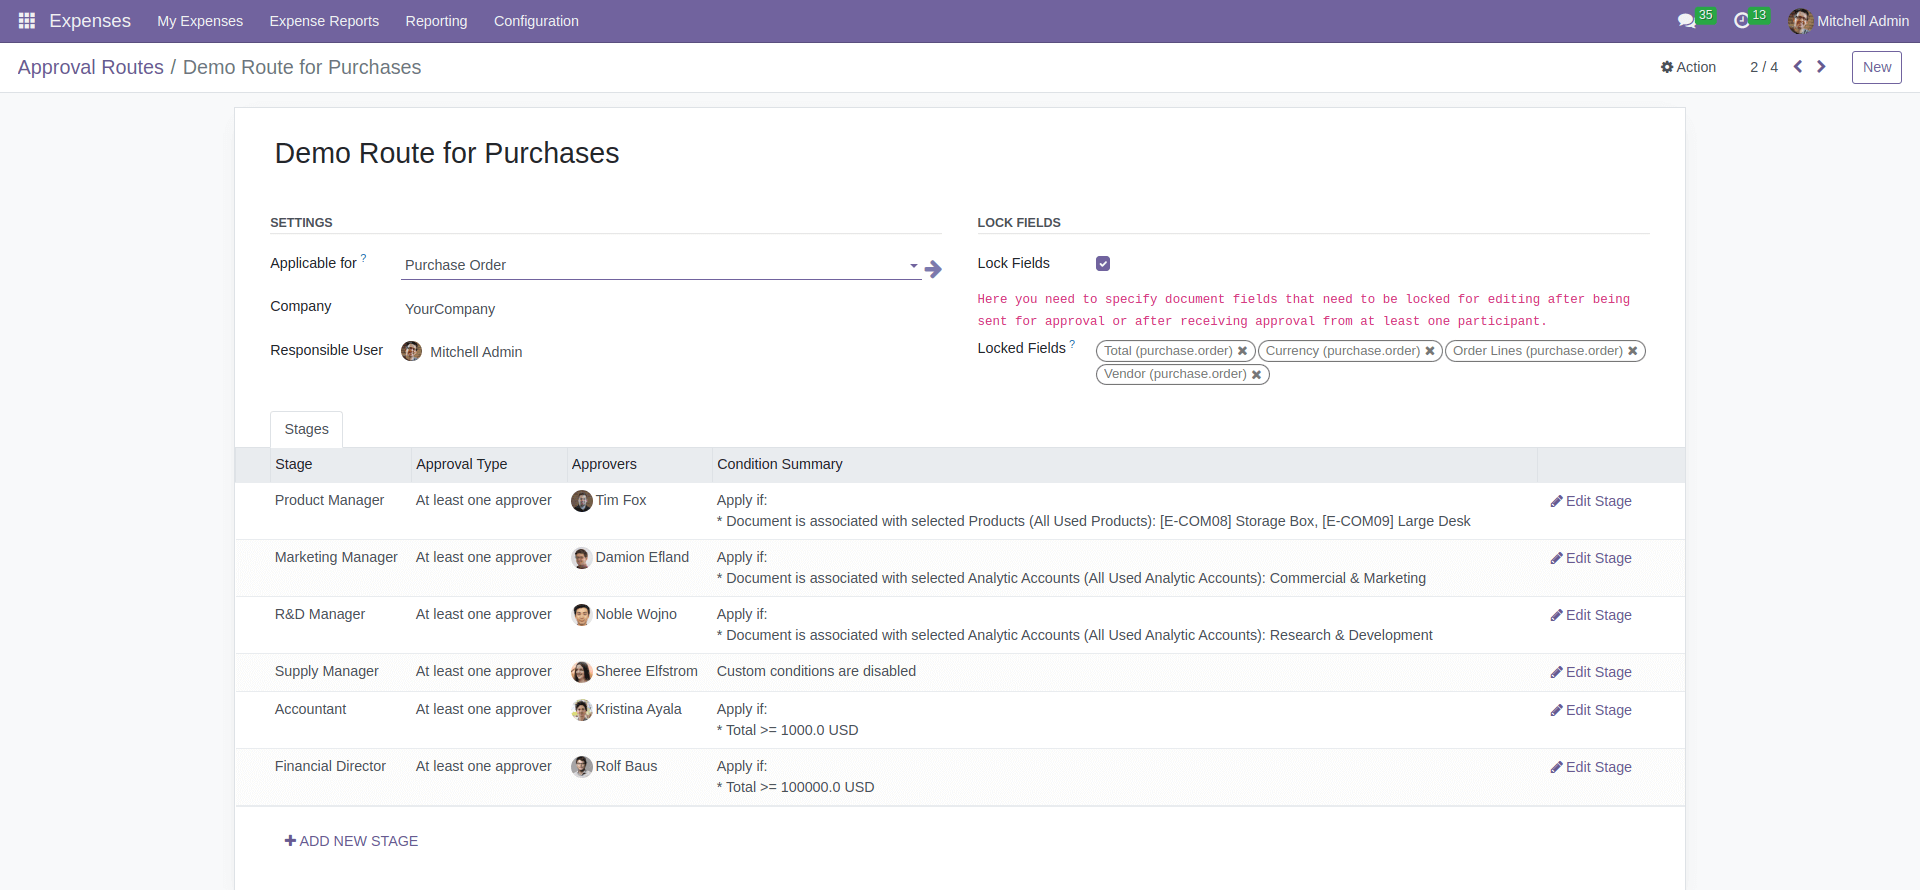 Expenses My Expenses Expense Reports Reporting Configuration 35 13 Mitchell Admin
Approval Routes / Demo Route for Purchases Action 2 / 4 New
Demo Route for Purchases
SETTINGS
Applicable for ? Purchase Order
Company YourCompany
Responsible User Mitchell Admin
LOCK FIELDS
Lock Fields
Here you need to specify document fields that need to be locked for editing after being
sent for approval or after receiving approval from at least one participant.
Locked Fields ? Total (purchase.order) ✖ Currency (purchase.order) ✖ Order Lines (purchase.order) ✖
Vendor (purchase.order) ✖
Stages
Stage Approval Type Approvers Condition Summary
Product Manager At least one approver Tim Fox Apply if: Edit Stage
* Document is associated with selected Products (All Used Products): [E-COM08] Storage Box, [E-COM09] Large Desk
Marketing Manager At least one approver Damion Efland Apply if: Edit Stage
* Document is associated with selected Analytic Accounts (All Used Analytic Accounts): Commercial & Marketing
R&D Manager At least one approver Noble Wojno Apply if: Edit Stage
* Document is associated with selected Analytic Accounts (All Used Analytic Accounts): Research & Development
Supply Manager At least one approver Sheree Elfstrom Custom conditions are disabled Edit Stage
Accountant At least one approver Kristina Ayala Apply if: Edit Stage
* Total >= 1000.0 USD
Financial Director At least one approver Rolf Baus Apply if: Edit Stage
* Total >= 100000.0 USD
ADD NEW STAGE